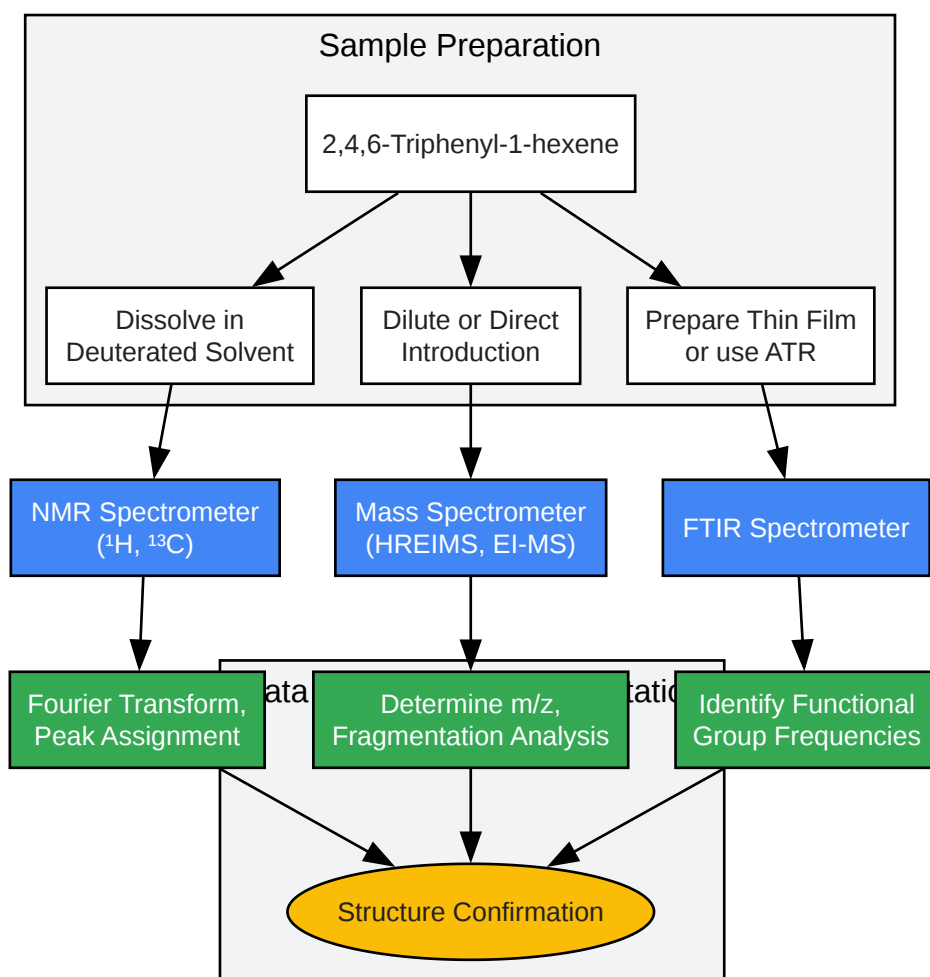 Sample Preparation
2,4,6-Triphenyl-1-hexene
Dissolve in
Deuterated Solvent
Dilute or Direct
Introduction
Prepare Thin Film
or use ATR
NMR Spectrometer
(¹H, ¹³C)
Mass Spectrometer
(HREIMS, EI-MS)
FTIR Spectrometer
Fourier Transform,
Peak Assignment
Determine m/z,
Fragmentation Analysis
Identify Functional
Group Frequencies
Structure Confirmation